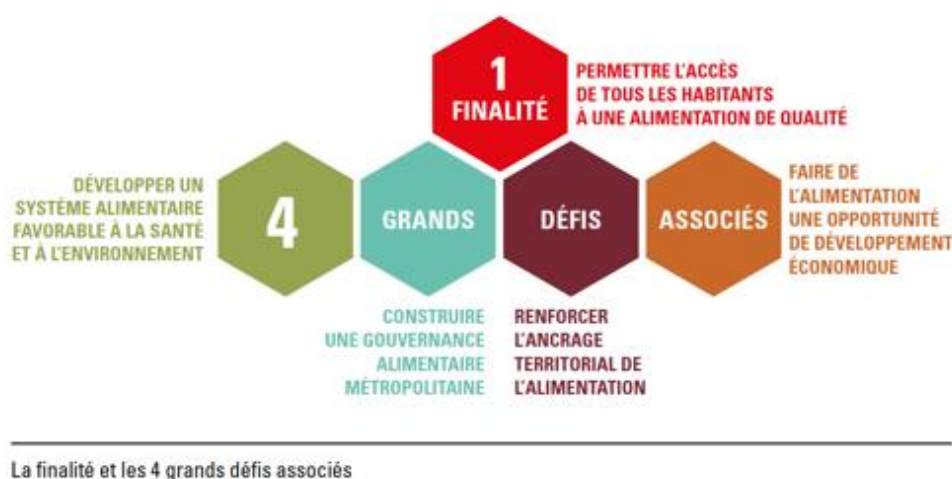 1
FINALITÉ
PERMETTRE L'ACCÈS
DE TOUS LES HABITANTS
À UNE ALIMENTATION DE QUALITÉ
DÉVELOPPER UN
SYSTÈME ALIMENTAIRE
FAVORABLE À LA SANTÉ
ET À L'ENVIRONNEMENT
4
GRANDS
DÉFIS
ASSOCIÉS
FAIRE DE
L'ALIMENTATION
UNE OPPORTUNITÉ
DE DÉVELOPPEMENT
ÉCONOMIQUE
CONSTRUIRE
UNE GOUVERNANCE
ALIMENTAIRE
MÉTROPOLITAINE
RENFORCER
L'ANCRAGE
TERRITORIAL DE
L'ALIMENTATION
La finalité et les 4 grands défis associés